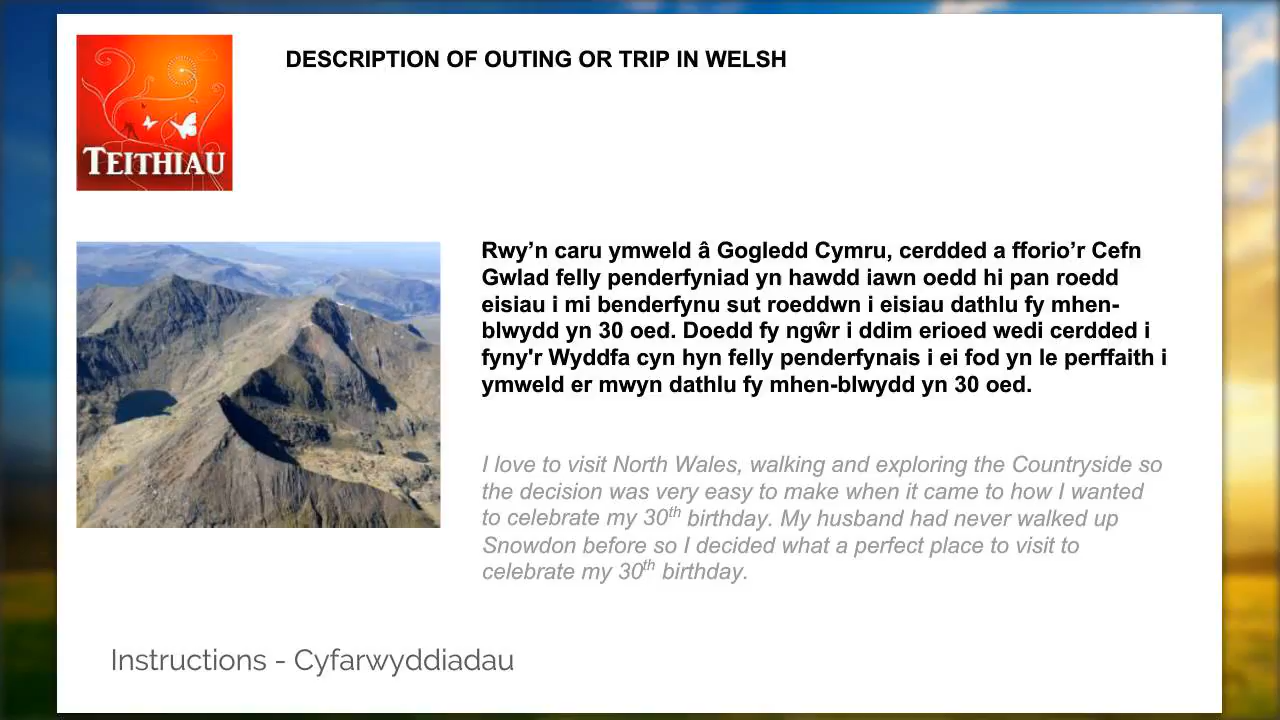 DESCRIPTION OF OUTING OR TRIP IN WELSH
TEITHIAU
Rwy’n caru ymweld â Gogledd Cymru, cerdded a fforio’r Cefn
Gwlad felly penderfyniad yn hawdd iawn oedd hi pan roedd
eisiau i mi benderfynu sut roeddwn i eisiau dathlu fy mhen-
blwydd yn 30 oed. Doedd fy ngŵr i ddim erioed wedi cerdded i
fyny'r Wyddfa cyn hyn felly penderfynais i ei fod yn le perffaith i
ymweld er mwyn dathlu fy mhen-blwydd yn 30 oed.
I love to visit North Wales, walking and exploring the Countryside so
the decision was very easy to make when it came to how I wanted
to celebrate my 30th birthday. My husband had never walked up
Snowdon before so I decided what a perfect place to visit to
celebrate my 30th birthday.
Instructions - Cyfarwyddiadau